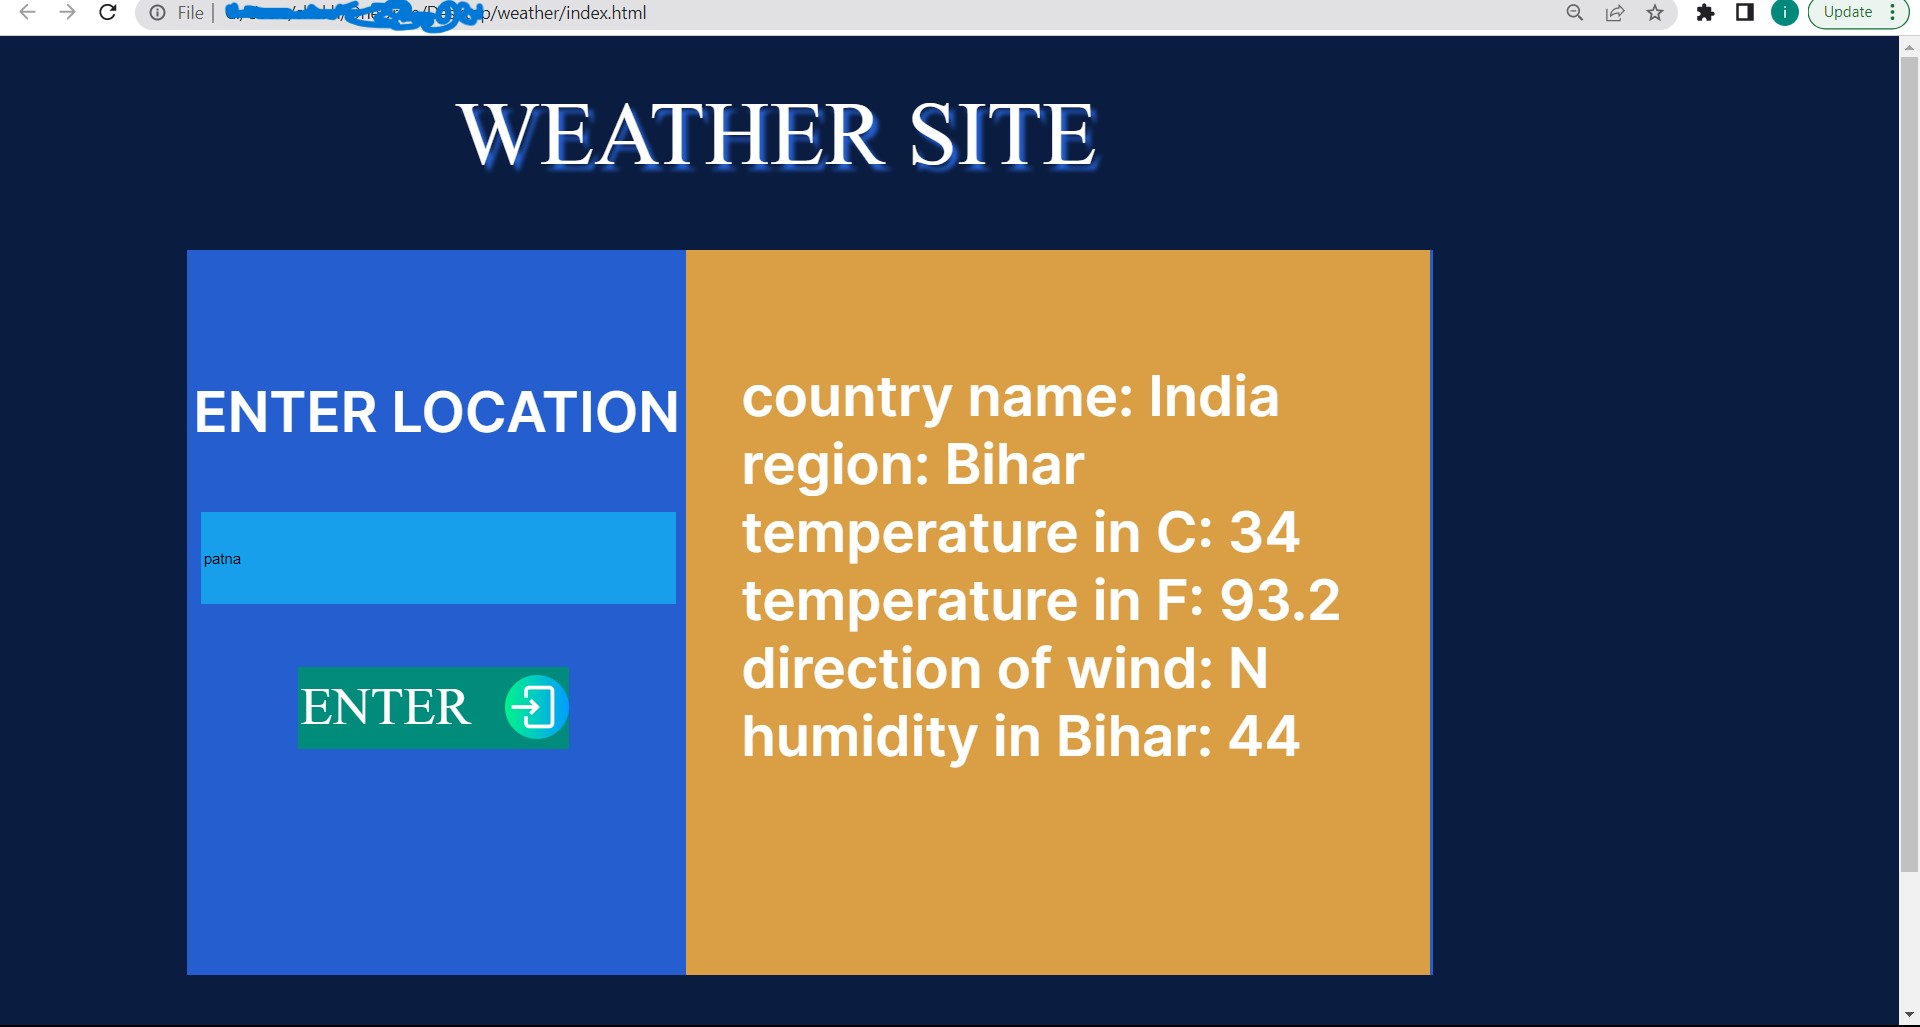 File | /weather/index.html
Update
i
WEATHER SITE
ENTER LOCATION
patna
ENTER
country name: India
region: Bihar
temperature in C: 34
temperature in F: 93.2
direction of wind: N
humidity in Bihar: 44